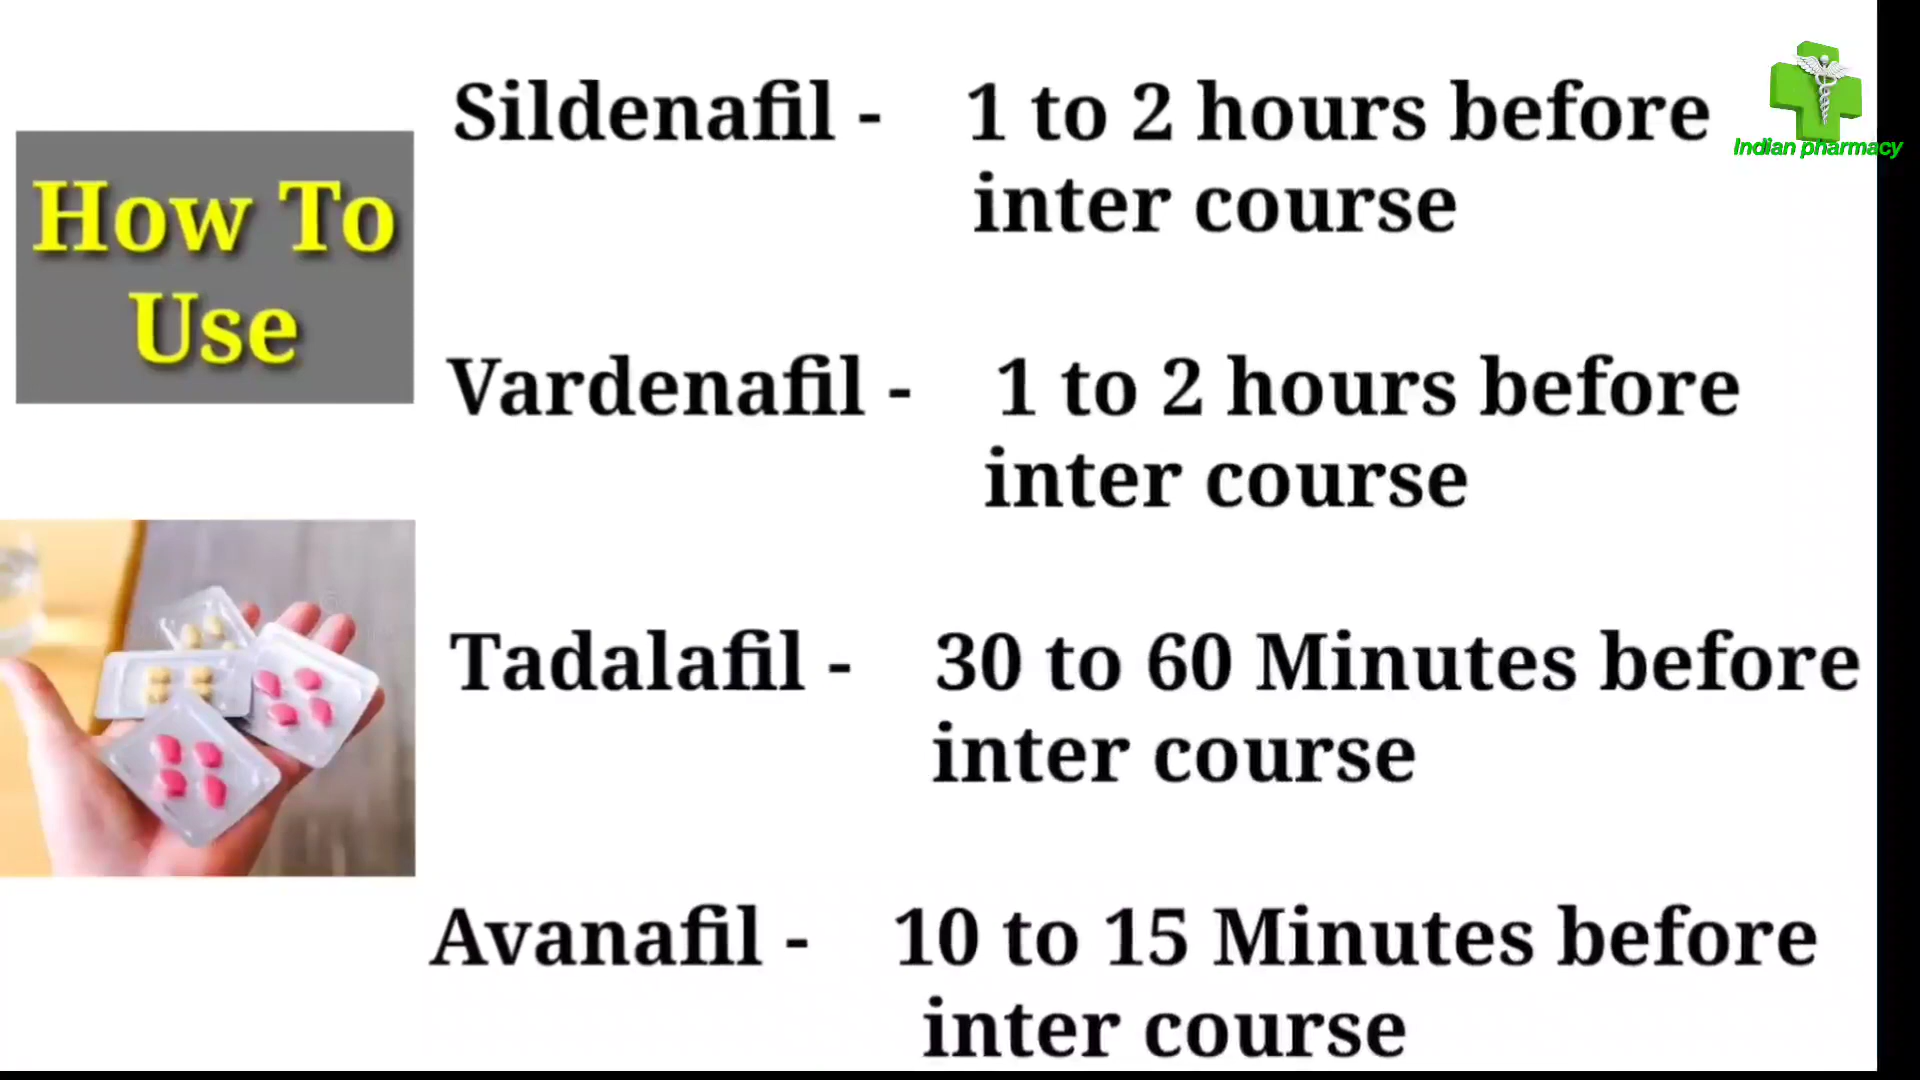 How To
Use
Sildenafil - 1 to 2 hours before
inter course
Vardenafil - 1 to 2 hours before
inter course
Tadalafil - 30 to 60 Minutes before
inter course
Avanafil - 10 to 15 Minutes before
inter course
Indian pharmacy